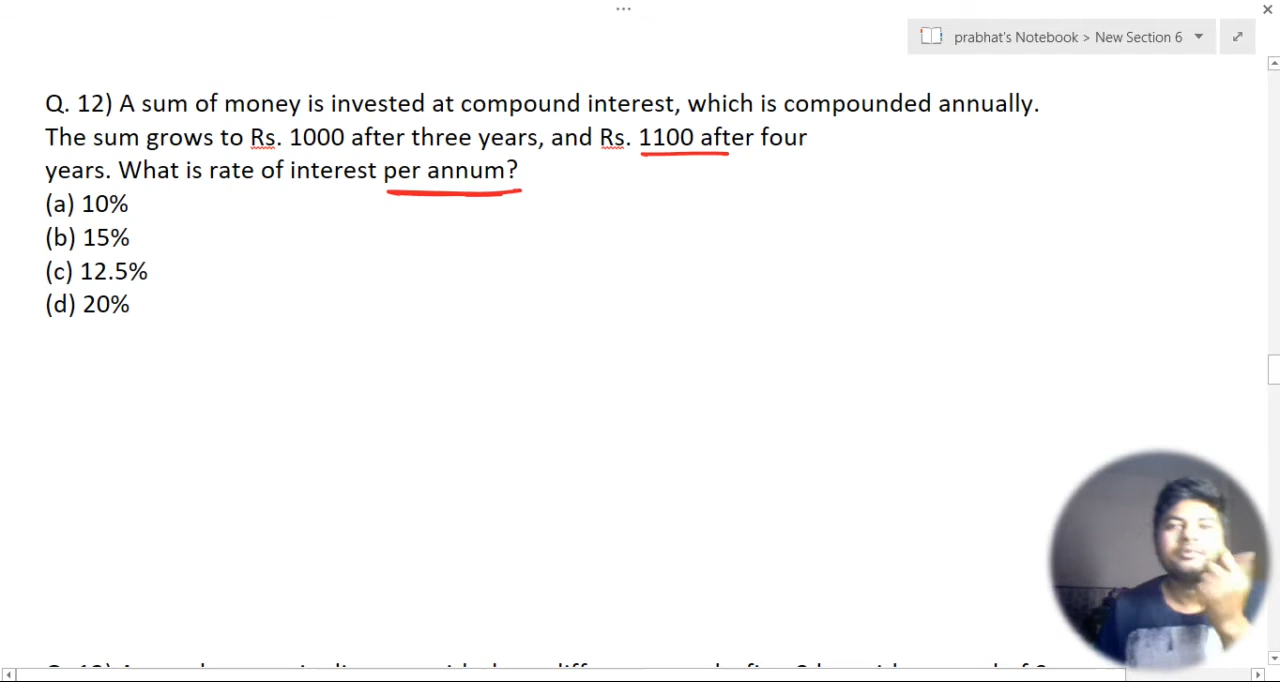 prabhat's Notebook > New Section 6
Q. 12) A sum of money is invested at compound interest, which is compounded annually.
The sum grows to Rs. 1000 after three years, and Rs. 1100 after four
years. What is rate of interest per annum?
(a) 10%
(b) 15%
(c) 12.5%
(d) 20%